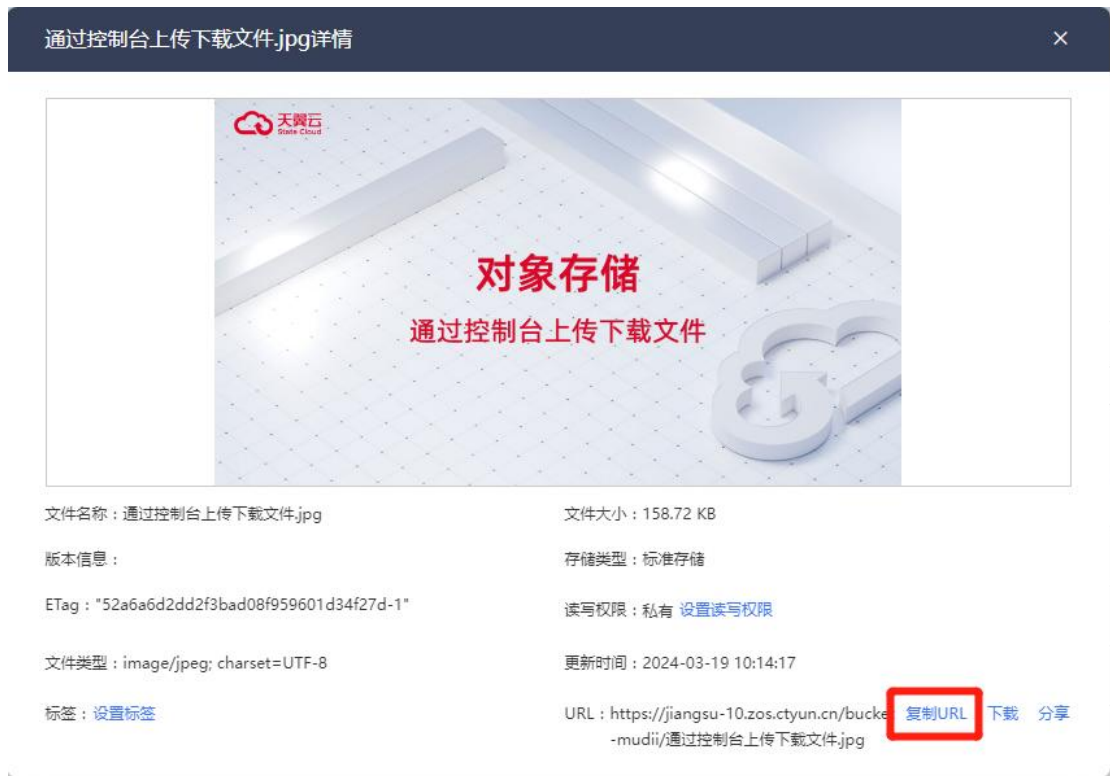 通过控制台上传下载文件.jpg详情
天翼云
State Cloud
对象存储
通过控制台上传下载文件
文件名称：通过控制台上传下载文件.jpg
文件大小：158.72 KB
版本信息：
存储类型：标准存储
ETag："52a6a6d2dd2f3bad08f959601d34f27d-1"
读写权限：私有 设置读写权限
文件类型：image/jpeg; charset=UTF-8
更新时间：2024-03-19 10:14:17
标签：设置标签
URL：https://jiangsu-10.zos.ctyun.cn/bucke 复制URL 下载 分享
-mudii/通过控制台上传下载文件.jpg